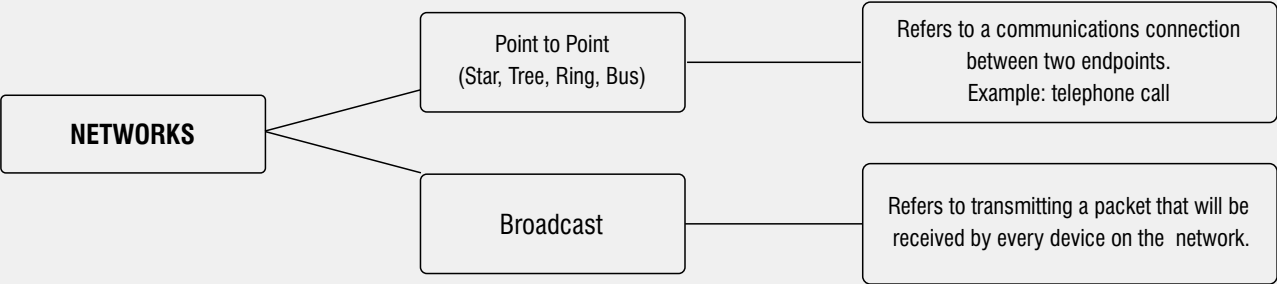 NETWORKS
Point to Point
(Star, Tree, Ring, Bus)
Refers to a communications connection
between two endpoints.
Example: telephone call
Broadcast
Refers to transmitting a packet that will be
received by every device on the network.